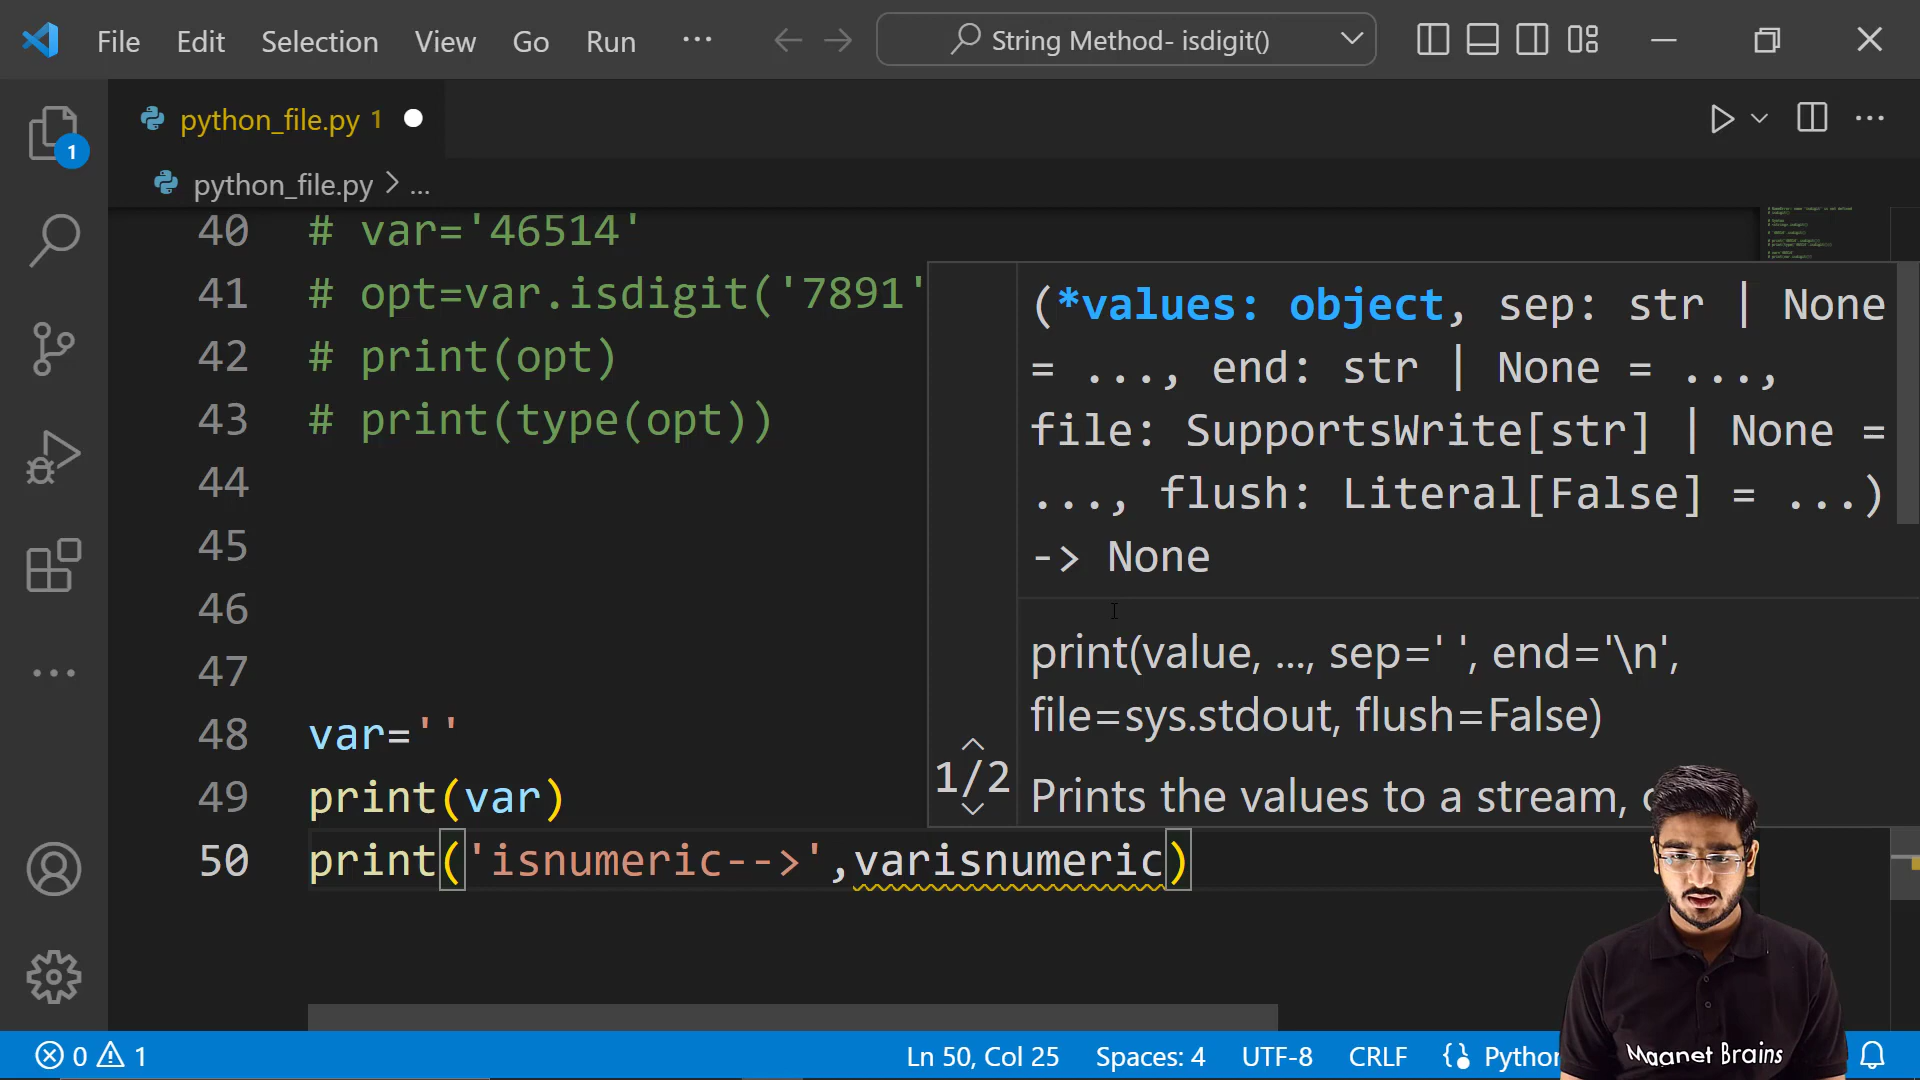 File Edit Selection View Go Run ... String Method- isdigit()
python_file.py 1
python_file.py > ...
40 # var='46514'
41 # opt=var.isdigit('7891'
42 # print(opt)
43 # print(type(opt))
44
45
46
47
48 var=''
49 print(var)
50 print('isnumeric-->',varisnumeric)
(*values: object, sep: str | None
= ..., end: str | None = ...,
file: SupportsWrite[str] | None =
..., flush: Literal[False] = ...)
-> None
print(value, ..., sep=' ', end='\n',
file=sys.stdout, flush=False)
1/2
Prints the values to a stream,
1
0 1 Ln 50, Col 25 Spaces: 4 UTF-8 CRLF Python
Maanet Brains